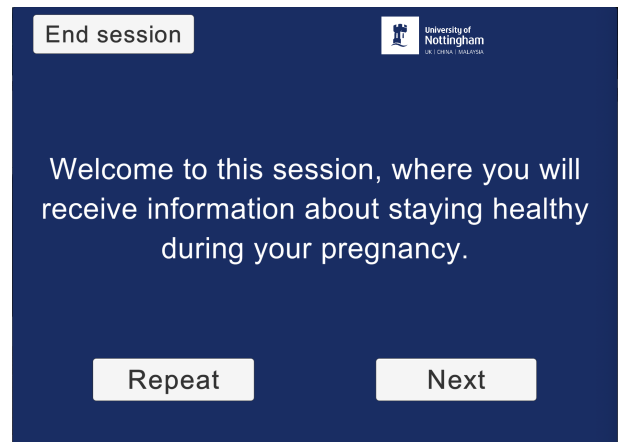 End session
University of
Nottingham
UK | CHINA | MALAYSIA
Welcome to this session, where you will
receive information about staying healthy
during your pregnancy.
Repeat
Next